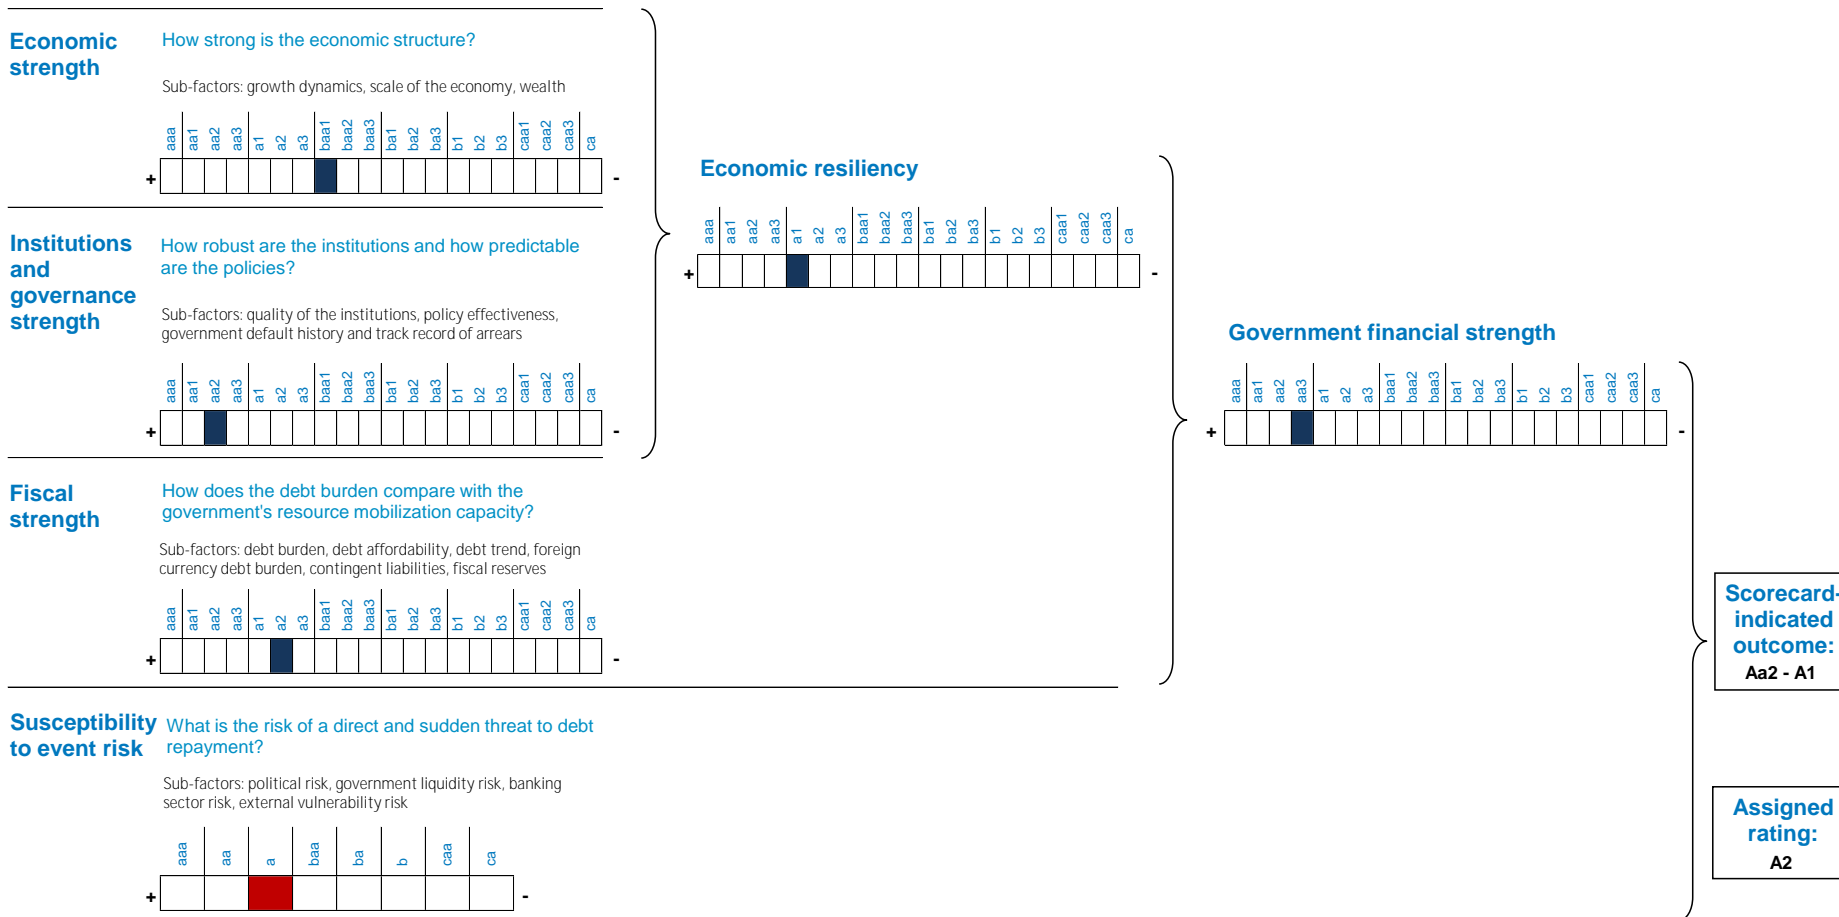 Economic
strength
How strong is the economic structure?
Sub-factors: growth dynamics, scale of the economy, wealth
aaa aa1 aa2 aa3 a1 a2 a3 baa1 baa2 baa3 ba1 ba2 ba3 b1 b2 b3 caa1 caa2 caa3 ca
+ -
Institutions
and
governance
strength
How robust are the institutions and how predictable
are the policies?
Sub-factors: quality of the institutions, policy effectiveness,
government default history and track record of arrears
aaa aa1 aa2 aa3 a1 a2 a3 baa1 baa2 baa3 ba1 ba2 ba3 b1 b2 b3 caa1 caa2 caa3 ca
+ -
Economic resiliency
aaa aa1 aa2 aa3 a1 a2 a3 baa1 baa2 baa3 ba1 ba2 ba3 b1 b2 b3 caa1 caa2 caa3 ca
+ -
Fiscal
strength
How does the debt burden compare with the
government's resource mobilization capacity?
Sub-factors: debt burden, debt affordability, debt trend, foreign
currency debt burden, contingent liabilities, fiscal reserves
aaa aa1 aa2 aa3 a1 a2 a3 baa1 baa2 baa3 ba1 ba2 ba3 b1 b2 b3 caa1 caa2 caa3 ca
+ -
Government financial strength
aaa aa1 aa2 aa3 a1 a2 a3 baa1 baa2 baa3 ba1 ba2 ba3 b1 b2 b3 caa1 caa2 caa3 ca
+ -
Susceptibility
to event risk
What is the risk of a direct and sudden threat to debt
repayment?
Sub-factors: political risk, government liquidity risk, banking
sector risk, external vulnerability risk
aaa aa a baa ba b caa ca
+ -
Scorecard-
indicated
outcome:
Aa2 - A1
Assigned
rating:
A2